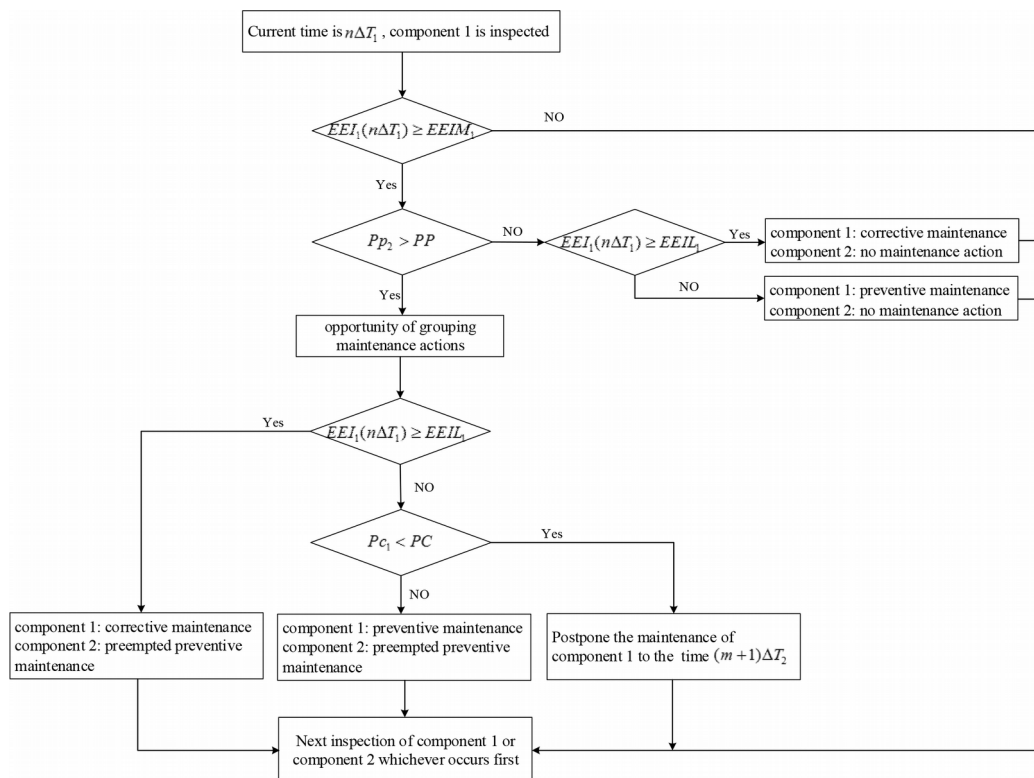 Current time is nΔT₁ , component 1 is inspected
EEI₁(nΔT₁) ≥ EEIM₁
NO
Yes
Pp₂ > PP
NO
EEI₁(nΔT₁) ≥ EEIL₁
Yes
component 1: corrective maintenance
component 2: no maintenance action
NO
component 1: preventive maintenance
component 2: no maintenance action
Yes
opportunity of grouping
maintenance actions
EEI₁(nΔT₁) ≥ EEIL₁
Yes
NO
Pc₁ < PC
Yes
NO
component 1: corrective maintenance
component 2: preempted preventive
maintenance
component 1: preventive maintenance
component 2: preempted preventive
maintenance
Postpone the maintenance of
component 1 to the time (m+1)ΔT₂
Next inspection of component 1 or
component 2 whichever occurs first